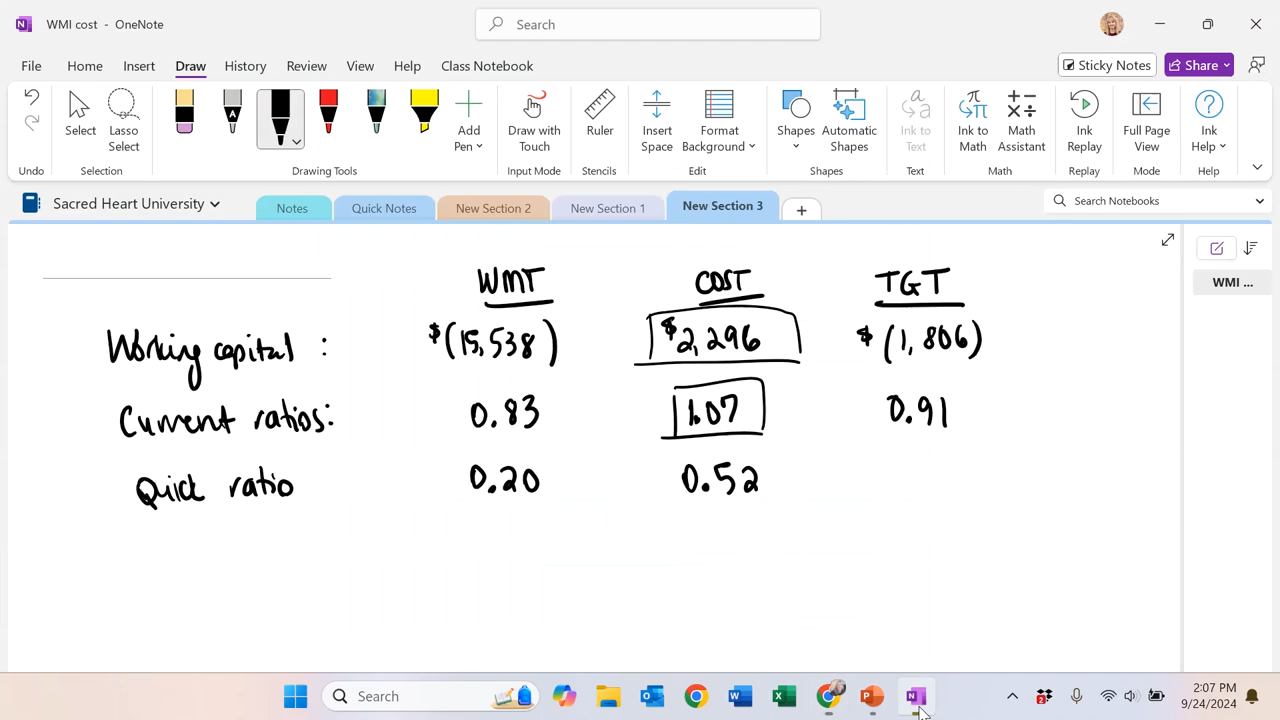 WMI cost - OneNote
Search
File Home Insert Draw View History Review View Help Class Notebook
Sticky Notes Share
Select Lasso Select Add Pen Draw with Touch Ruler Insert Space Format Background Shapes Automatic Shapes Ink to Text Ink to Math Math Assistant Ink Replay Full Page View Ink Help
Undo Selection Drawing Tools Input Mode Stencils Edit Shapes Text Math Replay Mode Help
Sacred Heart University Notes Quick Notes New Section 2 New Section 1 New Section 3 Search Notebooks
WMI ...
WMT COST TGT
Working capital : $(15,538) $2,296 $(1,806)
Current ratios: 0.83 1.07 0.91
Quick ratio 0.20 0.52
Search
2:07 PM
9/24/2024